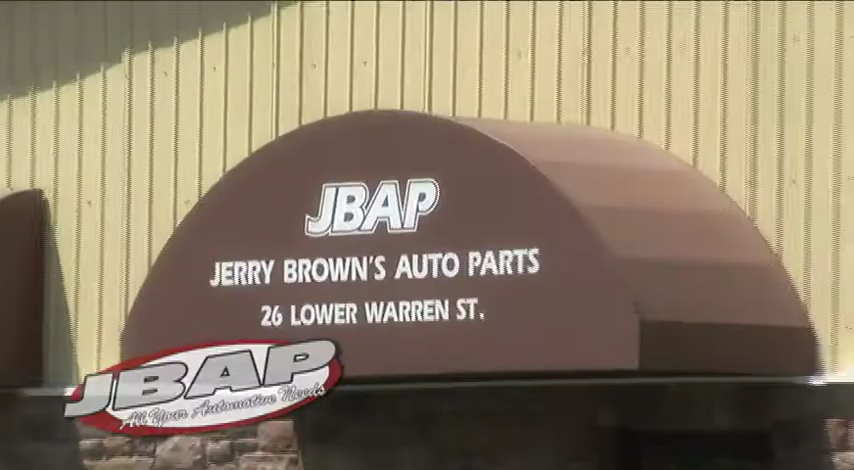 JBAP
JERRY BROWN'S AUTO PARTS
26 LOWER WARREN ST.
JBAP
All Your Automotive Needs